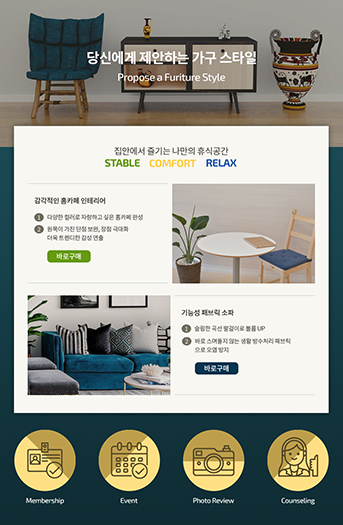 당신에게 제안하는 가구 스타일
Propose a Furiture Style
집안에서 즐기는 나만의 휴식공간
STABLE COMFORT RELAX
감각적인 홈카페 인테리어
1 다양한 컬러로 자랑하고 싶은 홈카페 완성
2 원목이 가진 단점 보완, 장점 극대화
더욱 트렌디한 감성 연출
바로구매
기능성 패브릭 소파
1 슬림한 곡선 팔걸이로 볼륨 UP
2 바로 스며들지 않는 생활 방수처리 패브릭
으로 오염 방지
바로구매
Membership
Event
Photo Review
Counseling